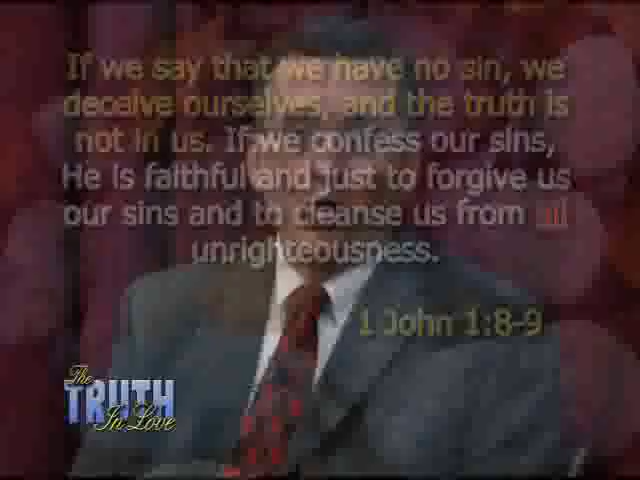 If we say that we have no sin, we
deceive ourselves, and the truth is
not in us. If we confess our sins,
He is faithful and just to forgive us
our sins and to cleanse us from all
unrighteousness.
1 John 1:8-9
The
TRUTH
In Love